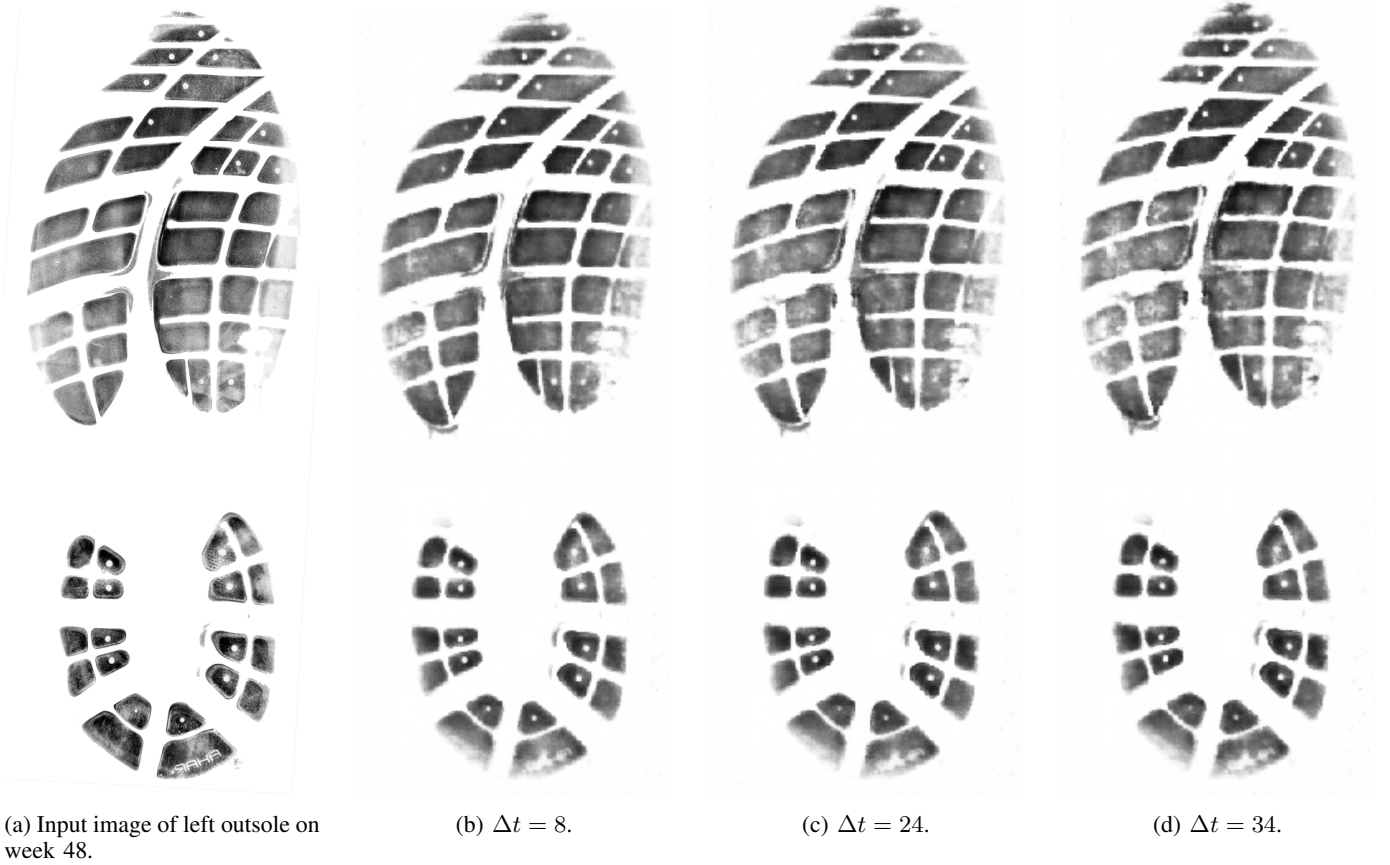 (a) Input image of left outsole on
week 48.
(b) Δt = 8.
(c) Δt = 24.
(d) Δt = 34.